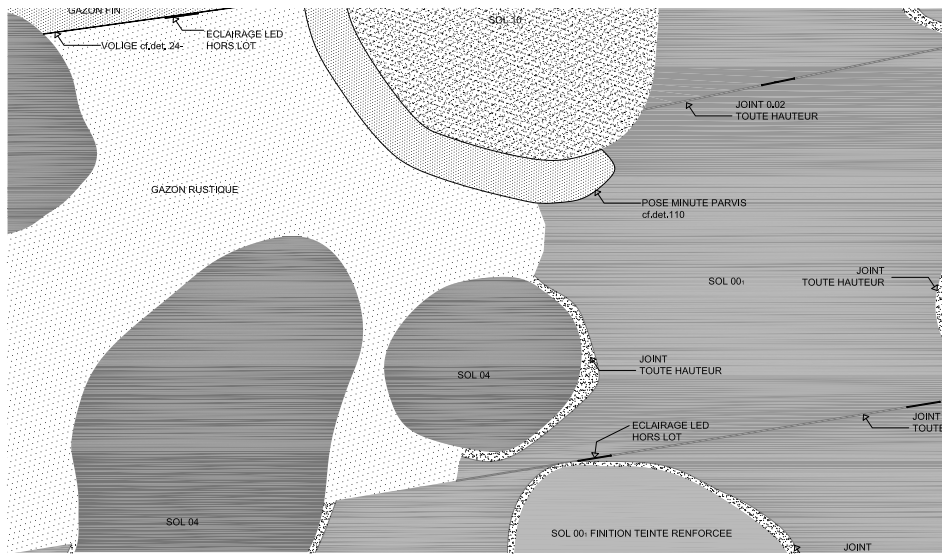 GAZON FIN
SOL 10
ECLAIRAGE LED
HORS LOT
VOLIGE cf.det. 24-
JOINT 0.02
TOUTE HAUTEUR
GAZON RUSTIQUE
POSE MINUTE PARVIS
cf.det.110
JOINT
TOUTE HAUTEUR
SOL 00₁
JOINT
TOUTE HAUTEUR
SOL 04
JOINT
TOUTE
ECLAIRAGE LED
HORS LOT
SOL 04
SOL 00₁ FINITION TEINTE RENFORCEE
JOINT